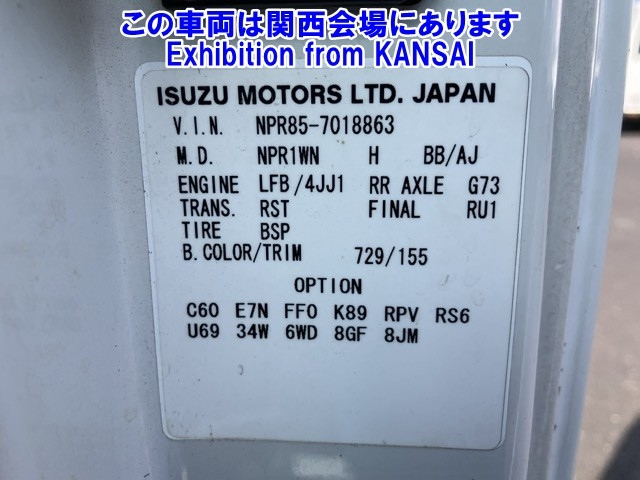 この車両は関西会場にあります
Exhibition from KANSAI
ISUZU MOTORS LTD. JAPAN
V.I.N. NPR85-7018863
M.D. NPR1WN H BB/AJ
ENGINE LFB/4JJ1 RR AXLE G73
TRANS. RST FINAL RU1
TIRE BSP
B.COLOR/TRIM 729/155
OPTION
C60 E7N FF0 K89 RPV RS6
U69 34W 6WD 8GF 8JM